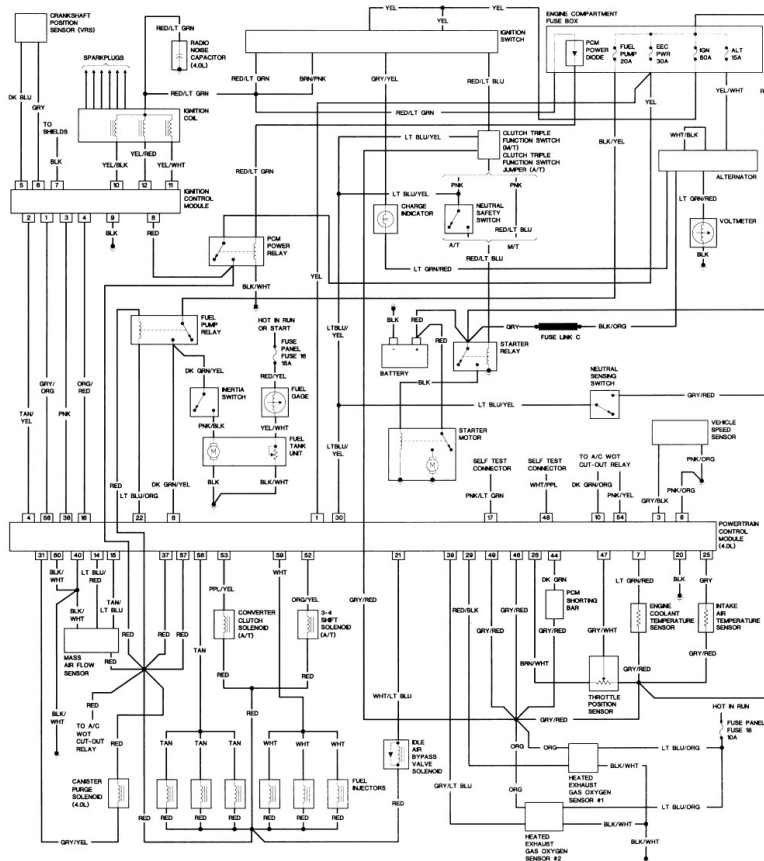 CRANKSHAFT
POSITION
SENSOR (VRS)
RED/LT GRN
RADIO
NOISE
CAPACITOR
(4.0L)
YEL
YEL
IGNITION
SWITCH
ENGINE COMPARTMENT
FUSE BOX
PCM
POWER
DIODE
FUEL
PUMP
20A
EEC
PWR
30A
IGN
60A
ALT
15A
SPARKPLUGS
DK BLU
GRY
TO
SHIELDS
BLK
RED/LT GRN
IGNITION
COIL
YEL/BLK
YEL/RED
YEL/WHT
RED/LT GRN
BRN/PNK
GRY/YEL
RED/LT BLU
RED/LT GRN
YEL
YEL/WHT
WHT/BLK
BLK/YEL
ALTERNATOR
LT BLU/YEL
CLUTCH TRIPLE
FUNCTION SWITCH
(M/T)
CLUTCH TRIPLE
FUNCTION SWITCH
JUMPER (A/T)
5
6
7
10
12
11
IGNITION
CONTROL
MODULE
2
1
3
4
9
8
BLK
RED
RED/LT GRN
PCM
POWER
RELAY
BLK/WHT
YEL
LT BLU/YEL
PNK
PNK
CHARGE
INDICATOR
NEUTRAL
SAFETY
SWITCH
RED/LT BLU
A/T
M/T
RED/LT BLU
LT GRN/RED
LT GRN/RED
VOLTMETER
BLK
FUEL
PUMP
RELAY
HOT IN RUN
OR START
FUSE
PANEL
FUSE 16
15A
LTBLU/
YEL
BLK
RED
RED
BATTERY
GRY
FUSE LINK C
BLK/ORG
STARTER
RELAY
BLK
NEUTRAL
SENSING
SWITCH
LT BLU/YEL
GRY/RED
DK GRN/YEL
INERTIA
SWITCH
RED/YEL
FUEL
GAGE
PNK/BLK
YEL/WHT
FUEL
TANK
UNIT
M
BLK
BLK/WHT
LTBLU/
YEL
STARTER
MOTOR
M
VEHICLE
SPEED
SENSOR
TAN/
YEL
GRY/
ORG
PNK
ORG/
RED
RED
LT BLU/ORG
DK GRN/YEL
SELF TEST
CONNECTOR
PNK/LT GRN
SELF TEST
CONNECTOR
WHT/PPL
TO A/C WOT
CUT-OUT RELAY
DK GRN/ORG
PNK/YEL
GRY/BLK
PNK/ORG
PNK/ORG
4
56
36
16
22
8
1
30
17
48
10
54
3
6
POWERTRAIN
CONTROL
MODULE
(4.0L)
31
60
40
14
15
37
57
58
53
59
52
21
39
29
49
46
26
44
47
7
20
25
BLK/
WHT
BLK/
WHT
LT BLU/
RED
TAN/
LT BLU
RED
RED
RED
RED
MASS
AIR FLOW
SENSOR
RED
TAN
PPL/YEL
CONVERTER
CLUTCH SOLENOID
(A/T)
WHT
ORG/YEL
3-4
SHIFT
SOLENOID
(A/T)
GRY/RED
RED/BLK
GRY/RED
GRY/RED
DK GRN
PCM
SHORTING
BAR
GRY/RED
BRN/WHT
GRY/WHT
LT GRN/RED
BLK
GRY
ENGINE
COOLANT
TEMPERATURE
SENSOR
INTAKE
AIR
TEMPERATURE
SENSOR
GRY/RED
GRY/RED
THROTTLE
POSITION
SENSOR
GRY/RED
RED
TO A/C
WOT
CUT-OUT
RELAY
BLK/
WHT
RED
RED
TAN
TAN
TAN
WHT
WHT
WHT
WHT/LT BLU
IDLE
AIR
BYPASS
VALVE
SOLENOID
HOT IN RUN
FUSE PANEL
FUSE 18
10A
ORG
ORG
LT BLU/ORG
BLK/WHT
HEATED
EXHAUST
GAS OXYGEN
SENSOR #1
CANISTER
PURGE
SOLENOID
(4.0L)
FUEL
INJECTORS
RED
RED
RED
RED
RED
RED
RED
GRY/LT BLU
ORG
LT BLU/ORG
BLK/WHT
BLK/WHT
GRY/YEL
HEATED
EXHAUST
GAS OXYGEN
SENSOR #2